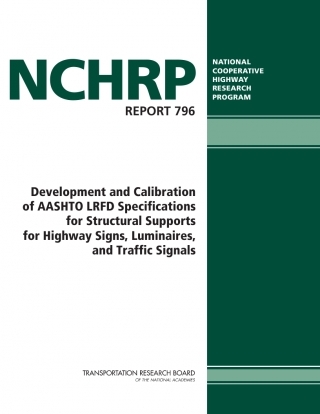 NCHRP
REPORT 796
NATIONAL
COOPERATIVE
HIGHWAY
RESEARCH
PROGRAM
Development and Calibration
of AASHTO LRFD Specifications
for Structural Supports
for Highway Signs, Luminaires,
and Traffic Signals
TRANSPORTATION RESEARCH BOARD
OF THE NATIONAL ACADEMIES